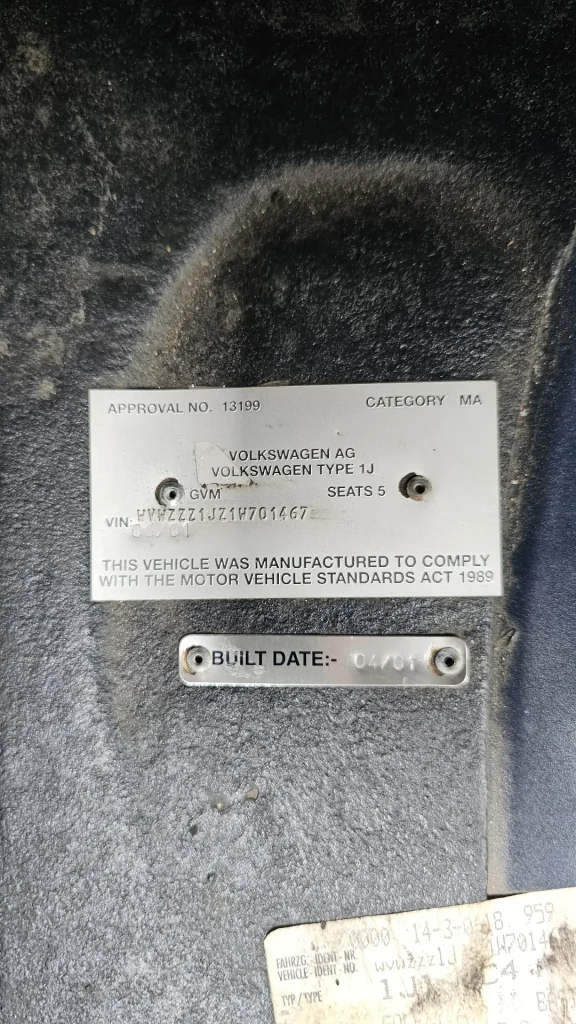 APPROVAL NO. 13199 CATEGORY MA
VOLKSWAGEN AG
VOLKSWAGEN TYPE 1J
GVM SEATS 5
VIN: WVWZZZ1JZ1W701467
THIS VEHICLE WAS MANUFACTURED TO COMPLY
WITH THE MOTOR VEHICLE STANDARDS ACT 1989
BUILT DATE:- 04/01
959
FAHRZG.-IDENT-NR.
VEHICLE-IDENT-NO.
TYP/TYPE